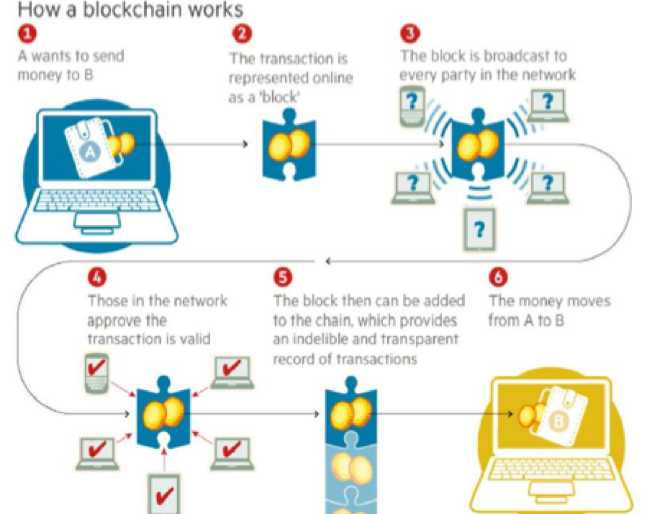 How a blockchain works
1
A wants to send
money to B
2
The transaction is
represented online
as a 'block'
3
The block is broadcast to
every party in the network
A
?
?
?
?
?
4
Those in the network
approve the
transaction is valid
5
The block then can be added
to the chain, which provides
an indelible and transparent
record of transactions
6
The money moves
from A to B
B